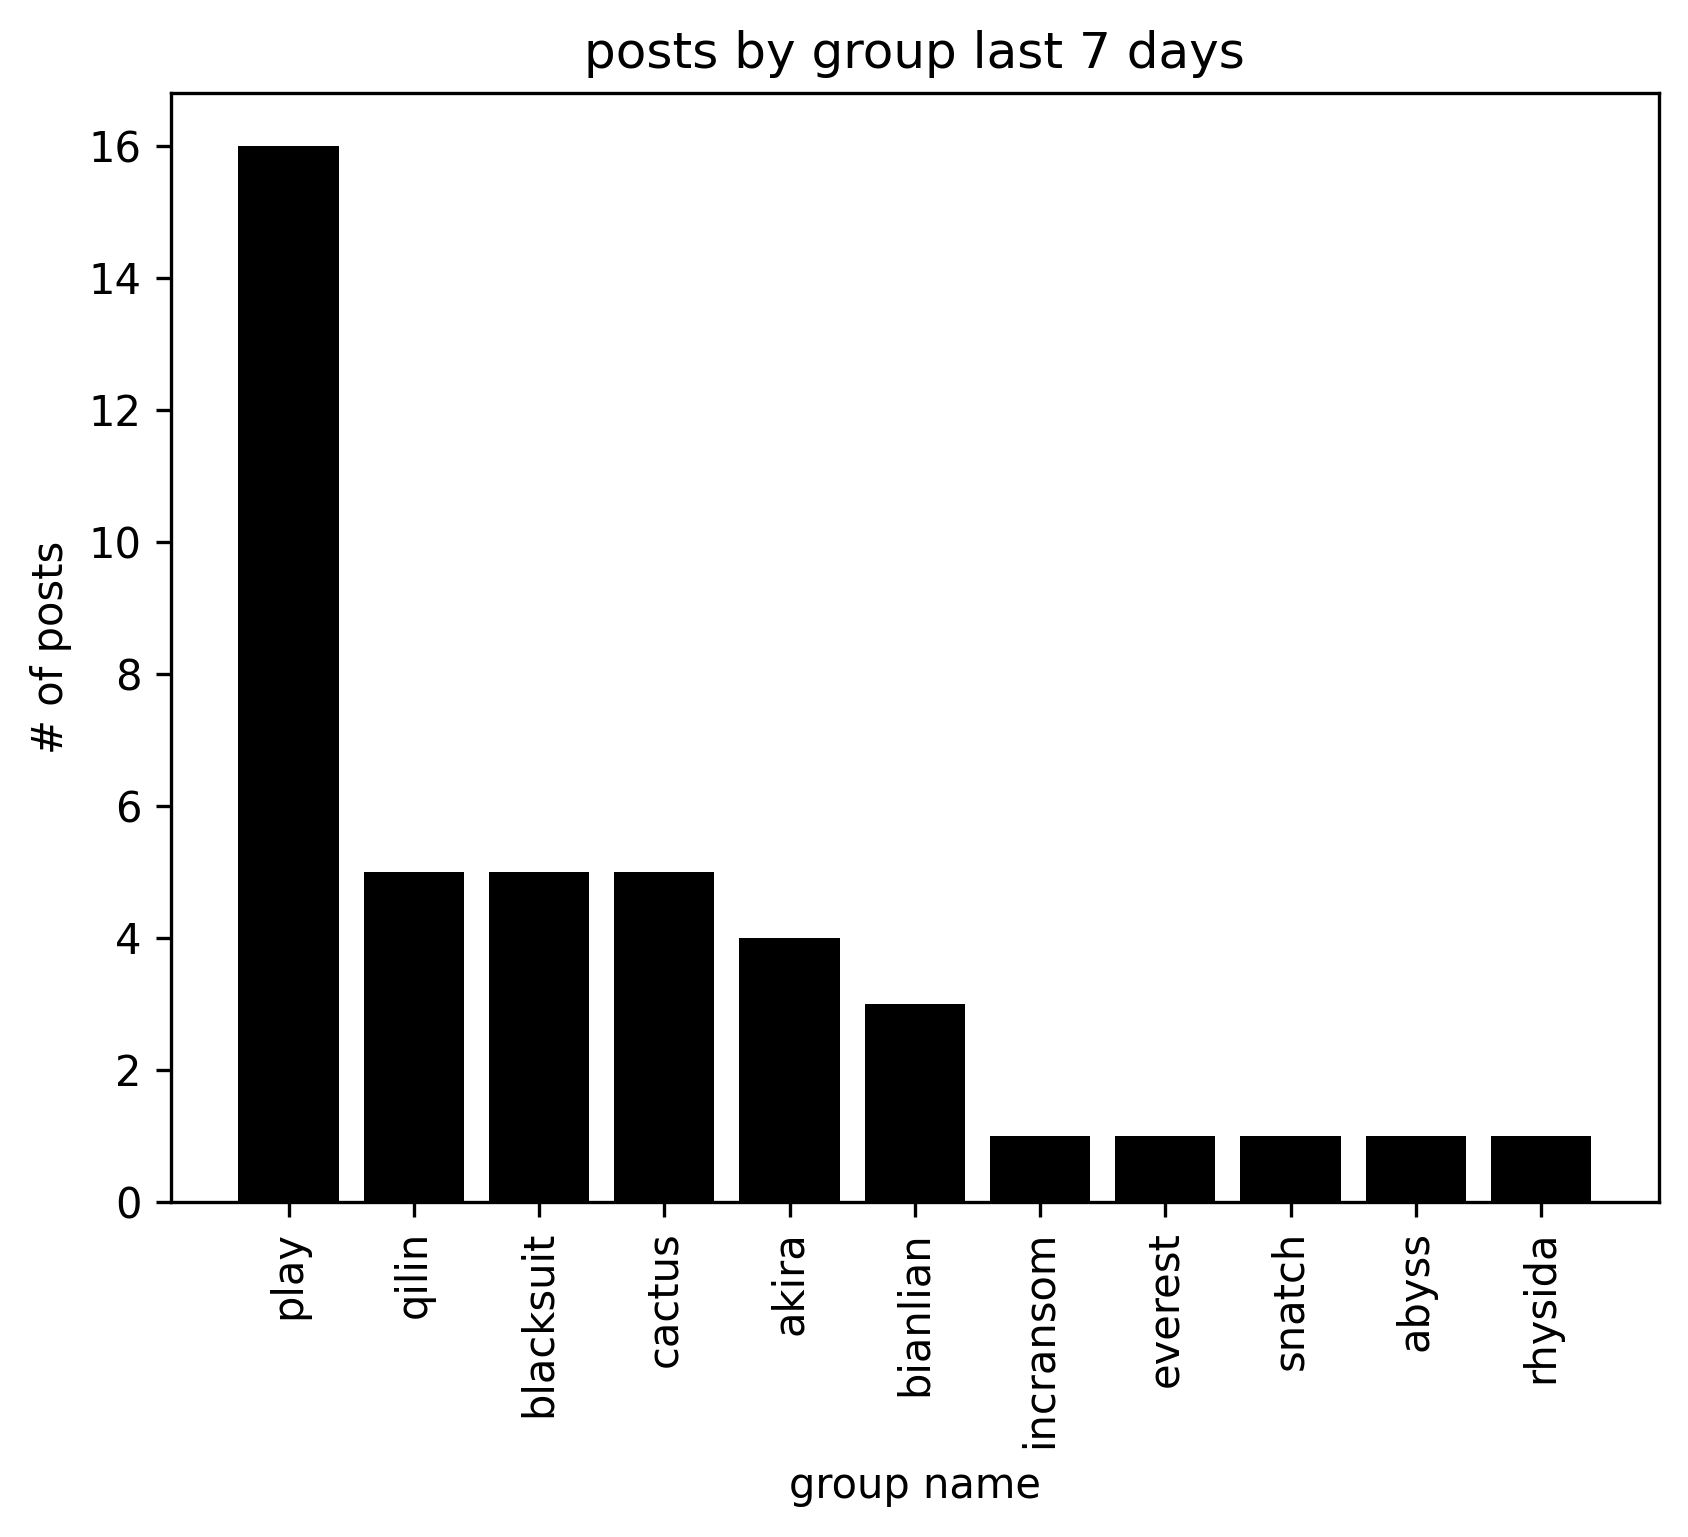 posts by group last 7 days
# of posts
16
14
12
10
8
6
4
2
0
play
qilin
blacksuit
cactus
akira
bianlian
incransom
everest
snatch
abyss
rhysida
group name